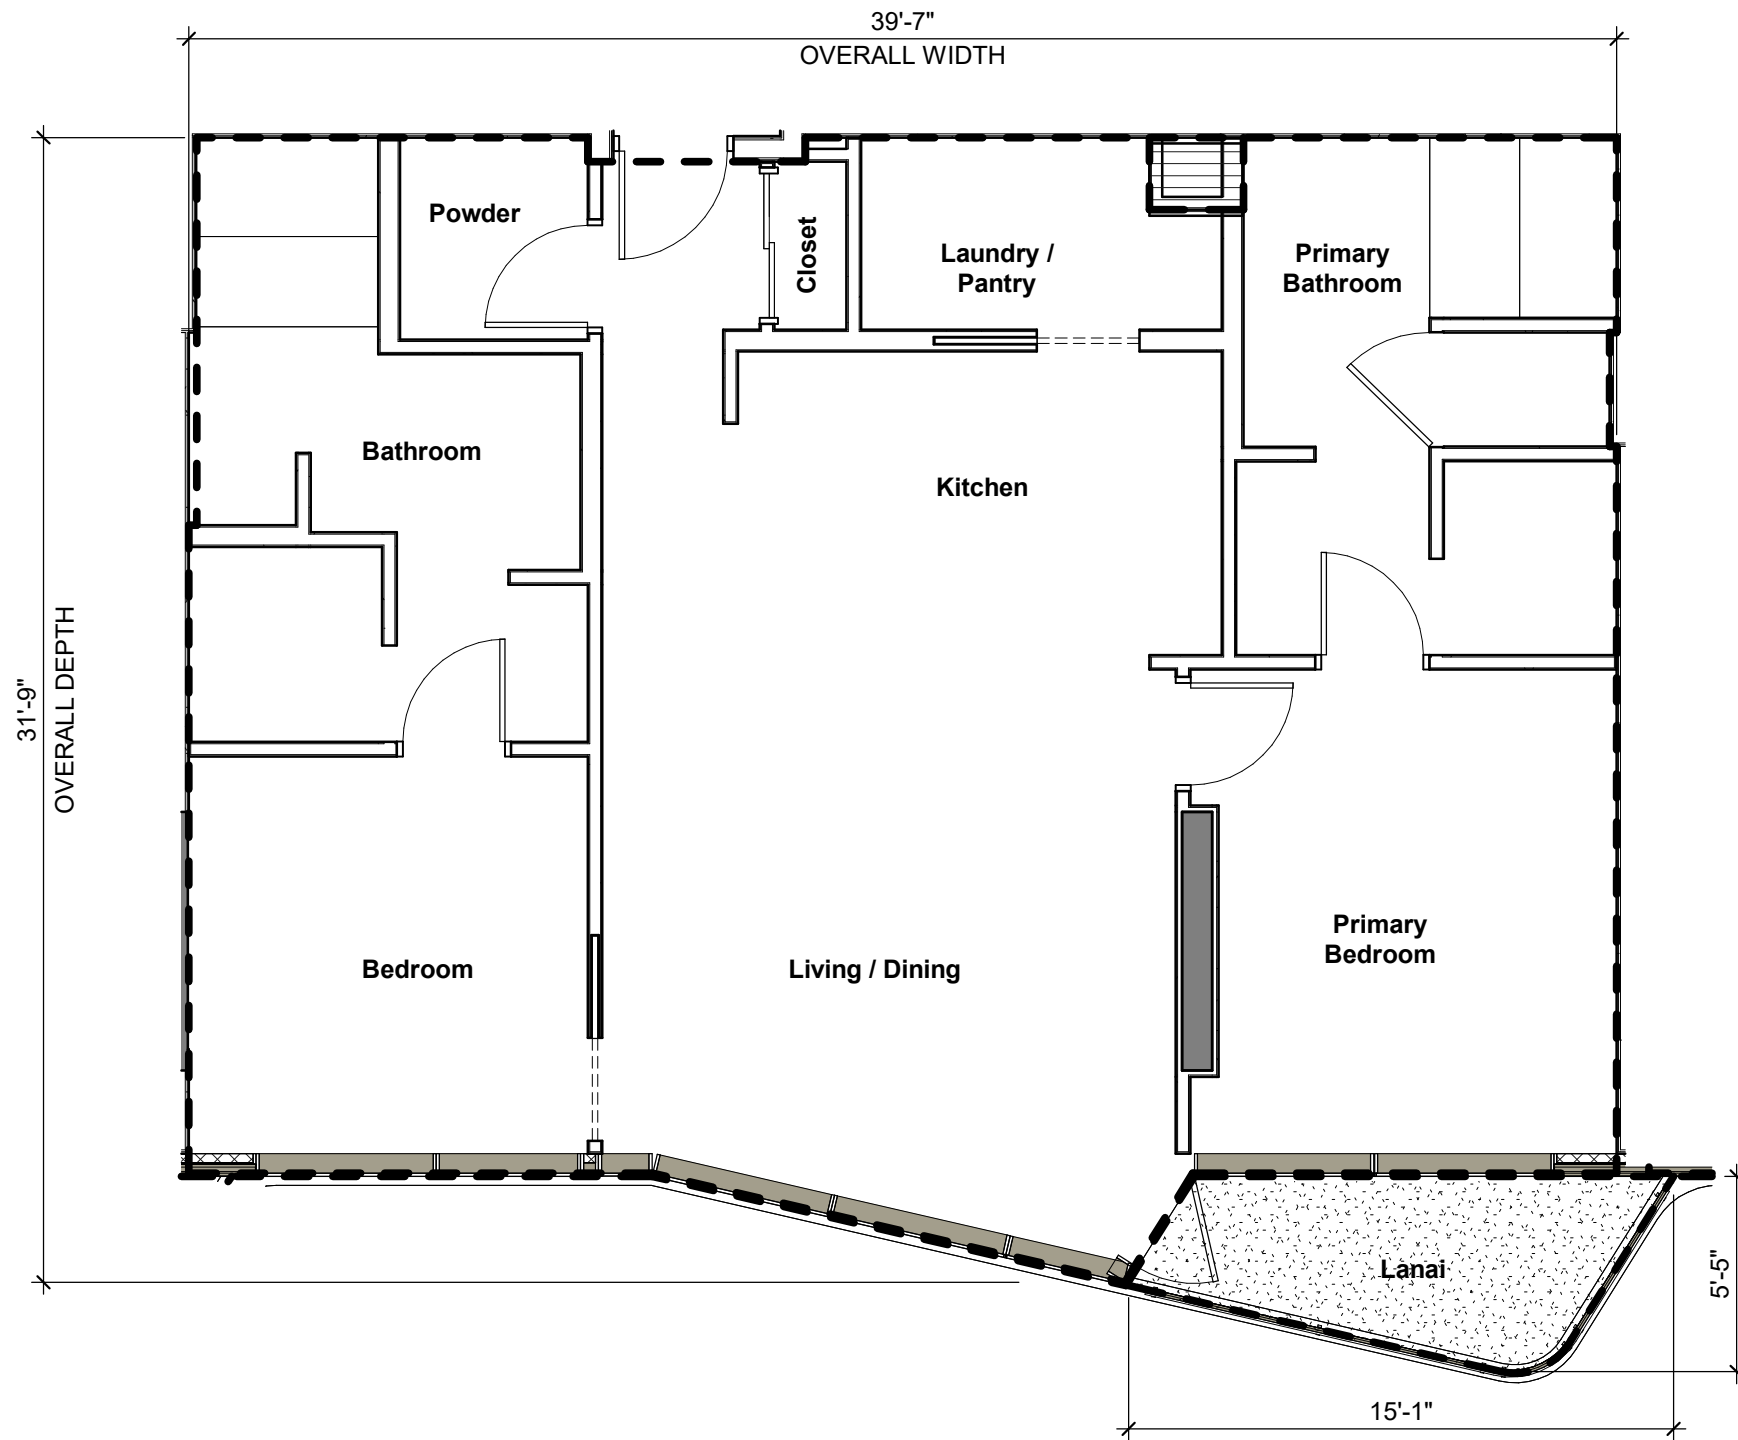 39'-7"
OVERALL WIDTH
Powder
Closet
Laundry /
Pantry
Primary
Bathroom
Bathroom
Kitchen
31'-9"
OVERALL DEPTH
Bedroom
Living / Dining
Primary
Bedroom
Lanai
5'-5"
15'-1"